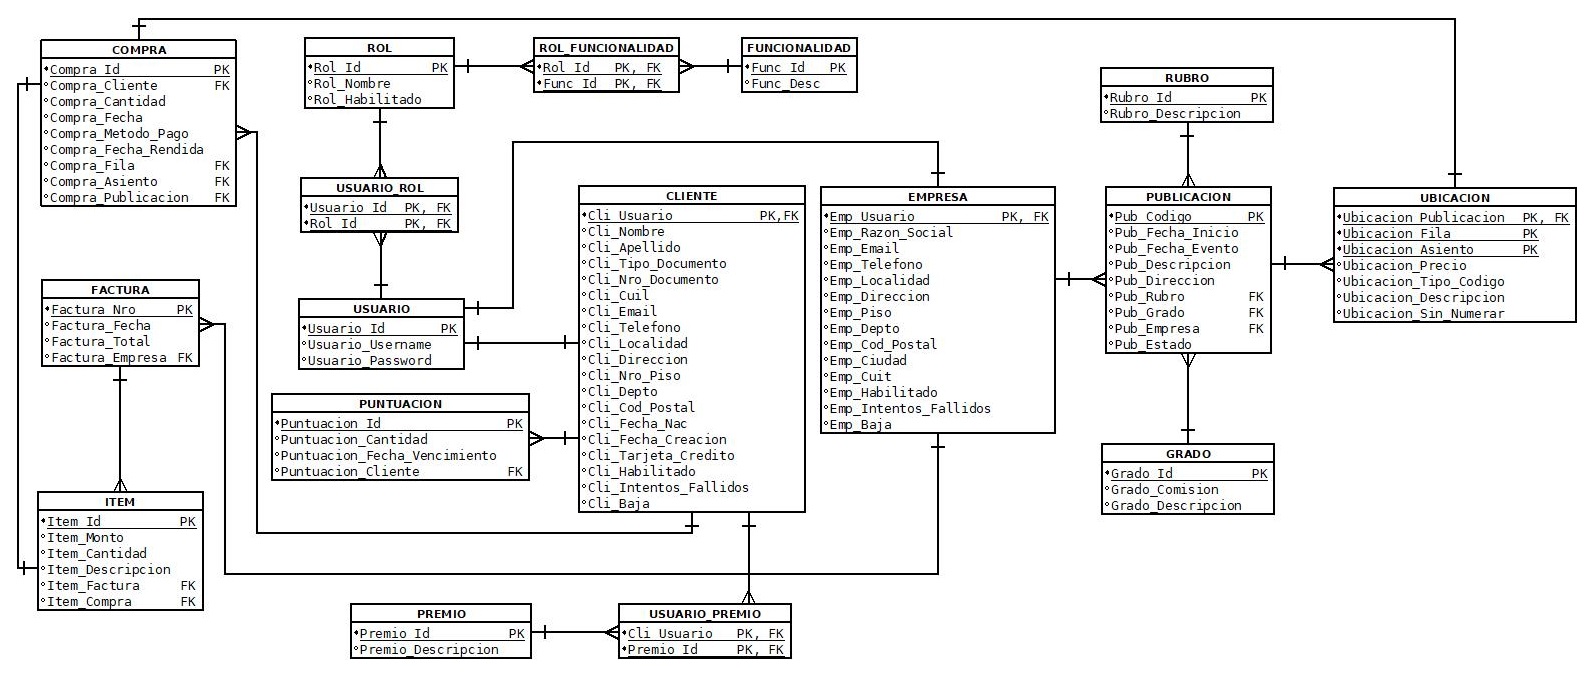 COMPRA
Compra_Id PK
Compra_Cliente FK
Compra_Cantidad
Compra_Fecha
Compra_Metodo_Pago
Compra_Fecha_Rendida
Compra_Fila FK
Compra_Asiento FK
Compra_Publicacion FK
ROL
Rol_Id PK
Rol_Nombre
Rol_Habilitado
ROL_FUNCIONALIDAD
Rol_Id PK, FK
Func_Id PK, FK
FUNCIONALIDAD
Func_Id PK
Func_Desc
RUBRO
Rubro_Id PK
Rubro_Descripcion
USUARIO_ROL
Usuario_Id PK, FK
Rol_Id PK, FK
CLIENTE
Cli_Usuario PK,FK
Cli_Nombre
Cli_Apellido
Cli_Tipo_Documento
Cli_Nro_Documento
Cli_Cuil
Cli_Email
Cli_Telefono
Cli_Localidad
Cli_Direccion
Cli_Nro_Piso
Cli_Depto
Cli_Cod_Postal
Cli_Fecha_Nac
Cli_Fecha_Creacion
Cli_Tarjeta_Credito
Cli_Habilitado
Cli_Intentos_Fallidos
Cli_Baja
EMPRESA
Emp_Usuario PK, FK
Emp_Razon_Social
Emp_Email
Emp_Telefono
Emp_Localidad
Emp_Direccion
Emp_Piso
Emp_Depto
Emp_Cod_Postal
Emp_Ciudad
Emp_Cuit
Emp_Habilitado
Emp_Intentos_Fallidos
Emp_Baja
PUBLICACION
Pub_Codigo PK
Pub_Fecha_Inicio
Pub_Fecha_Evento
Pub_Descripcion
Pub_Direccion
Pub_Rubro FK
Pub_Grado FK
Pub_Empresa FK
Pub_Estado
UBICACION
Ubicacion_Publicacion PK, FK
Ubicacion_Fila PK
Ubicacion_Asiento PK
Ubicacion_Precio
Ubicacion_Tipo_Codigo
Ubicacion_Descripcion
Ubicacion_Sin_Numerar
FACTURA
Factura_Nro PK
Factura_Fecha
Factura_Total
Factura_Empresa FK
USUARIO
Usuario_Id PK
Usuario_Username
Usuario_Password
PUNTUACION
Puntuacion_Id PK
Puntuacion_Cantidad
Puntuacion_Fecha_Vencimiento
Puntuacion_Cliente FK
GRADO
Grado_Id PK
Grado_Comision
Grado_Descripcion
ITEM
Item_Id PK
Item_Monto
Item_Cantidad
Item_Descripcion
Item_Factura FK
Item_Compra FK
PREMIO
Premio_Id PK
Premio_Descripcion
USUARIO_PREMIO
Cli_Usuario PK, FK
Premio_Id PK, FK